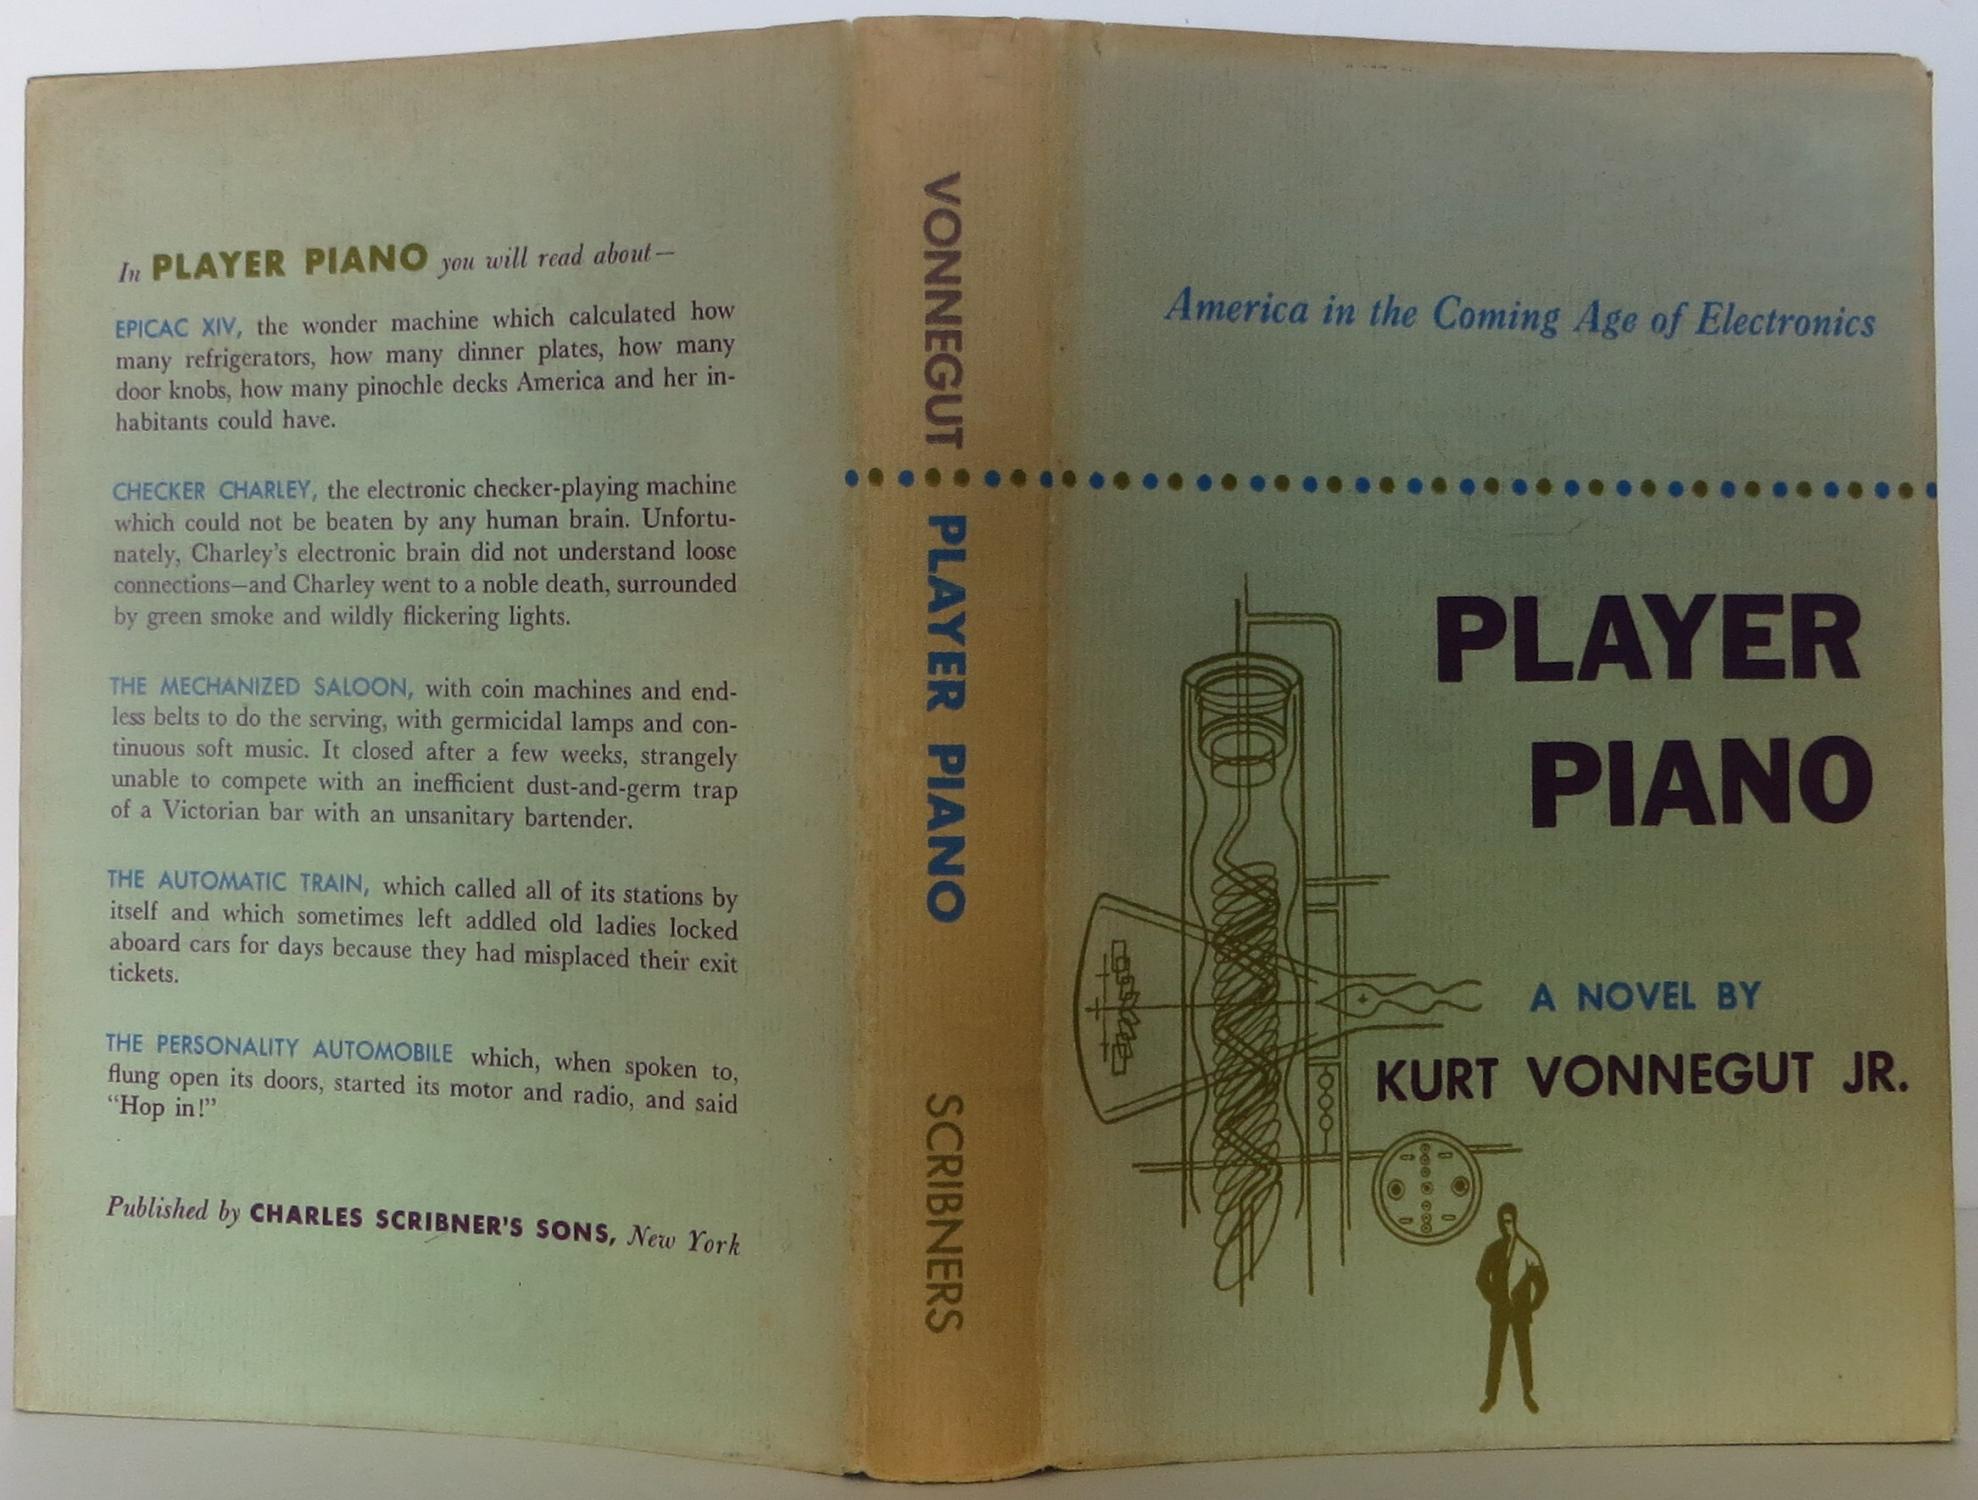 In PLAYER PIANO you will read about—
EPICAC XIV, the wonder machine which calculated how
many refrigerators, how many dinner plates, how many
door knobs, how many pinochle decks America and her in-
habitants could have.
CHECKER CHARLEY, the electronic checker-playing machine
which could not be beaten by any human brain. Unfortu-
nately, Charley's electronic brain did not understand loose
connections—and Charley went to a noble death, surrounded
by green smoke and wildly flickering lights.
THE MECHANIZED SALOON, with coin machines and end-
less belts to do the serving, with germicidal lamps and con-
tinuous soft music. It closed after a few weeks, strangely
unable to compete with an inefficient dust-and-germ trap
of a Victorian bar with an unsanitary bartender.
THE AUTOMATIC TRAIN, which called all of its stations by
itself and which sometimes left addled old ladies locked
aboard cars for days because they had misplaced their exit
tickets.
THE PERSONALITY AUTOMOBILE which, when spoken to,
flung open its doors, started its motor and radio, and said
“Hop in!”
Published by CHARLES SCRIBNER'S SONS, New York
VONNEGUT
PLAYER PIANO
SCRIBNERS
America in the Coming Age of Electronics
PLAYER
PIANO
A NOVEL BY
KURT VONNEGUT JR.